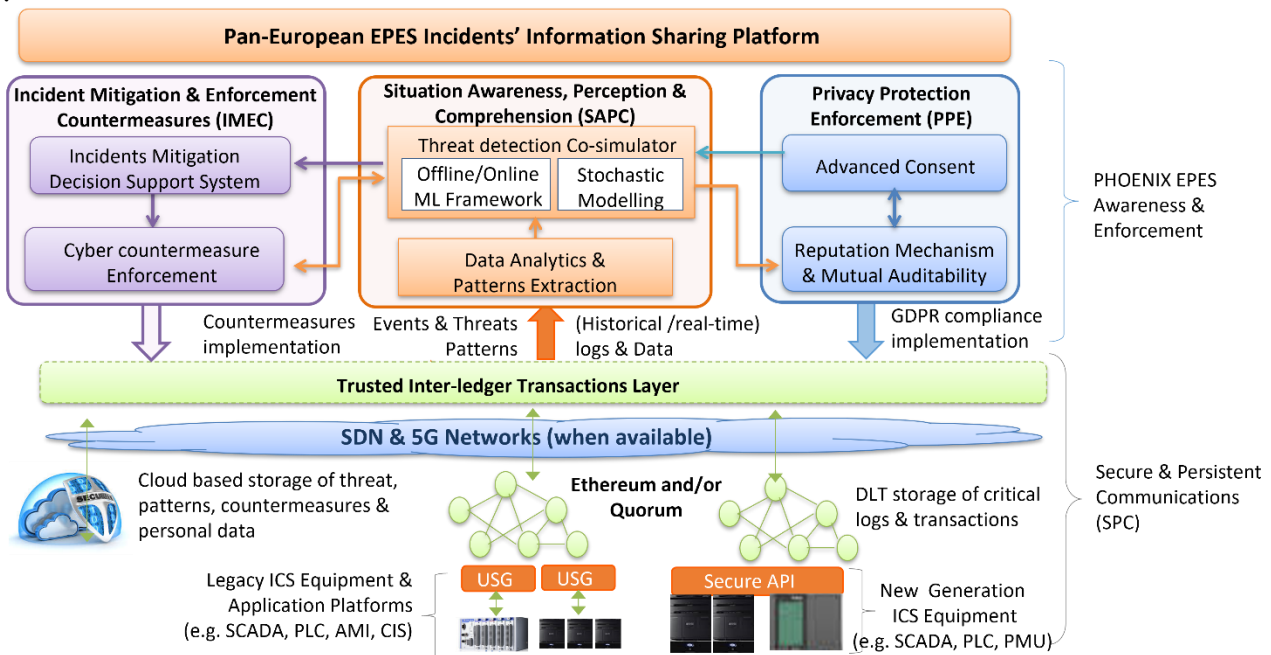 Pan-European EPES Incidents' Information Sharing Platform
Incident Mitigation & Enforcement
Countermeasures (IMEC)
Incidents Mitigation
Decision Support System
Cyber countermeasure
Enforcement
Situation Awareness, Perception &
Comprehension (SAPC)
Threat detection Co-simulator
Offline/Online
ML Framework
Stochastic
Modelling
Data Analytics &
Patterns Extraction
Privacy Protection
Enforcement (PPE)
Advanced Consent
Reputation Mechanism
& Mutual Auditability
PHOENIX EPES
Awareness &
Enforcement
Countermeasures
implementation
Events & Threats
Patterns
(Historical /real-time)
logs & Data
GDPR compliance
implementation
Trusted Inter-ledger Transactions Layer
SDN & 5G Networks (when available)
SECURITY
Cloud based storage of threat,
patterns, countermeasures &
personal data
Ethereum and/or
Quorum
DLT storage of critical
logs & transactions
Secure & Persistent
Communications
(SPC)
Legacy ICS Equipment &
Application Platforms
(e.g. SCADA, PLC, AMI, CIS)
USG
USG
Secure API
New Generation
ICS Equipment
(e.g. SCADA, PLC, PMU)